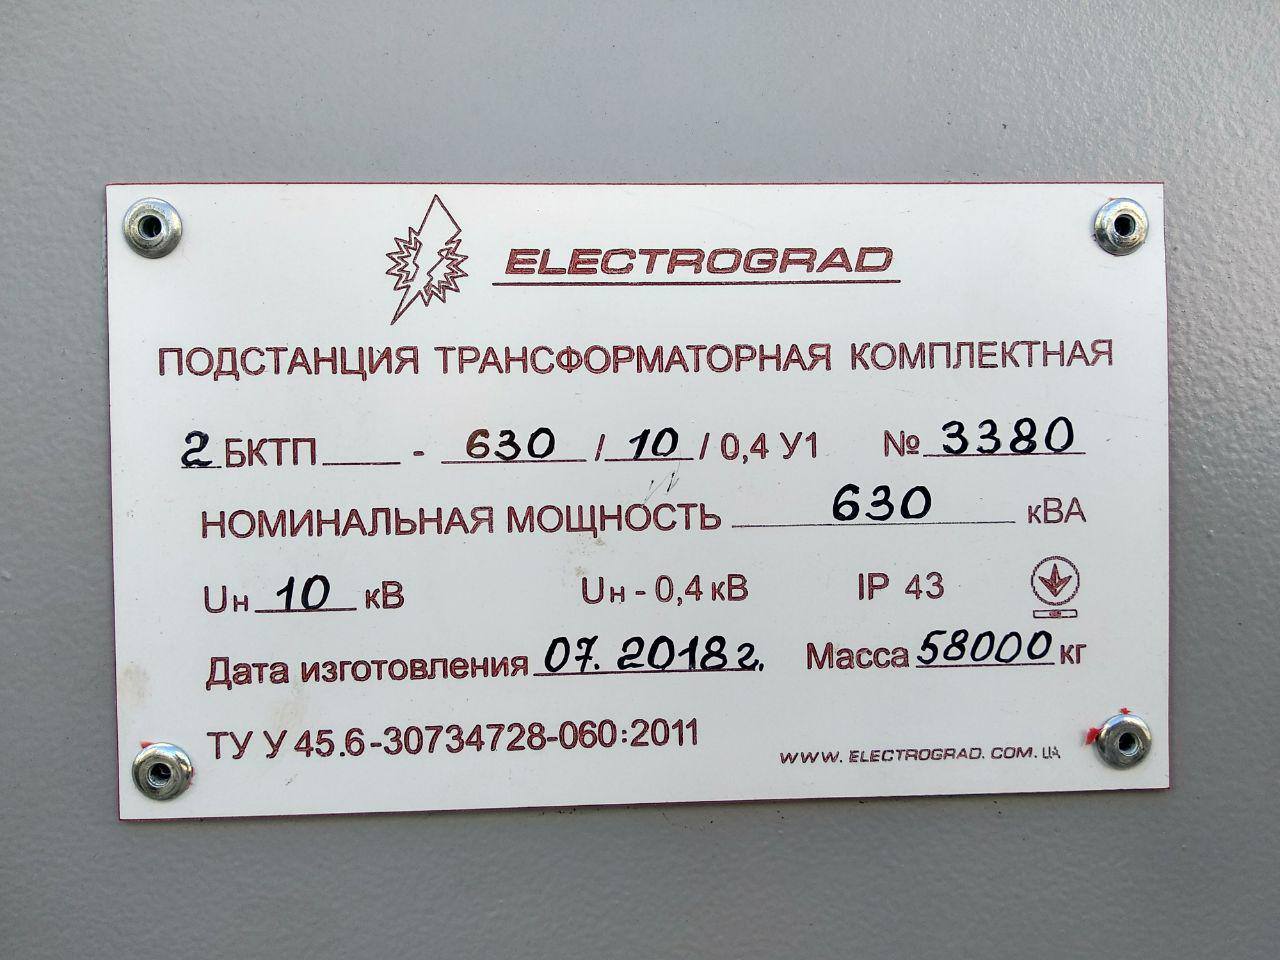 ELECTROGRAD
ПОДСТАНЦИЯ ТРАНСФОРМАТОРНАЯ КОМПЛЕКТНАЯ
2 БКТП ____ - 630 / 10 / 0,4 У1 № 3380
НОМИНАЛЬНАЯ МОЩНОСТЬ 630 кВА
Uн 10 кВ Uн - 0,4 кВ IP 43
Дата изготовления 07.2018г. Масса 58000 кг
ТУ У 45.6-30734728-060:2011
WWW.ELECTROGRAD.COM.UA